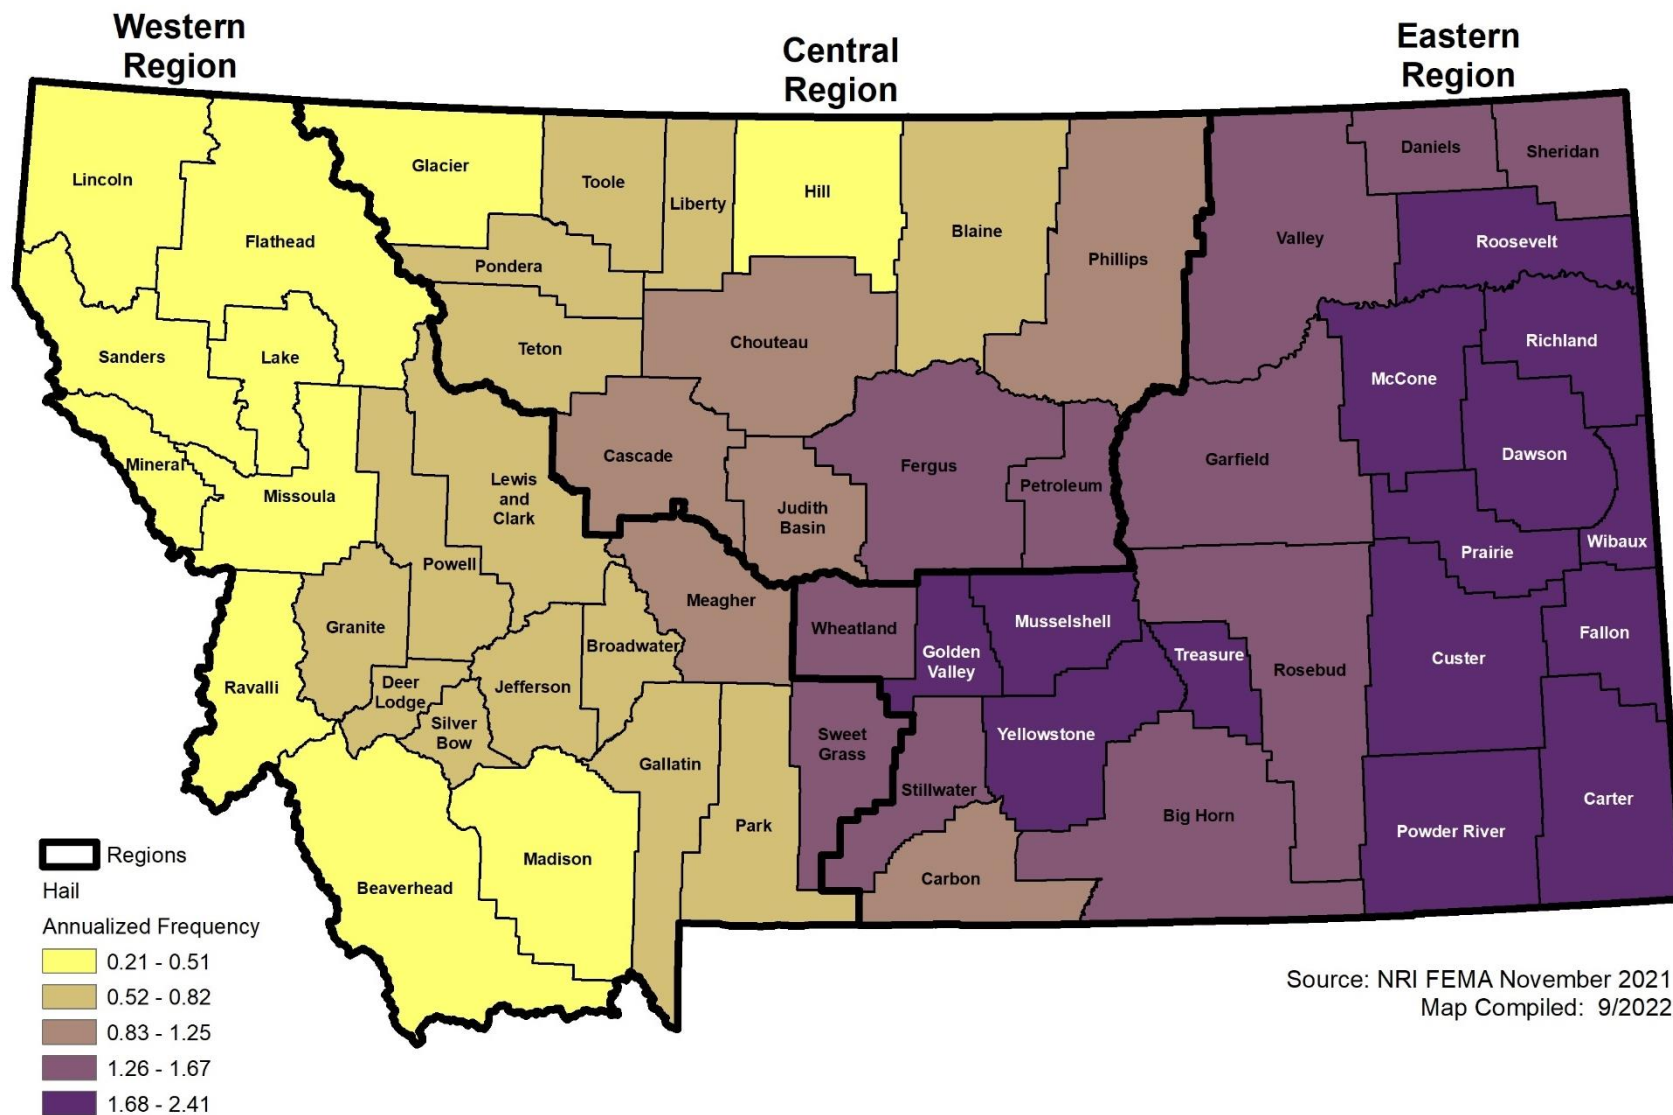 Western
Region
Central
Region
Eastern
Region
Lincoln
Flathead
Glacier
Toole
Liberty
Hill
Blaine
Phillips
Valley
Daniels
Sheridan
Roosevelt
Pondera
Teton
Chouteau
Sanders
Lake
Richland
McCone
Mineral
Missoula
Lewis
and
Clark
Cascade
Judith
Basin
Fergus
Petroleum
Garfield
Dawson
Prairie
Wibaux
Powell
Granite
Meagher
Broadwater
Wheatland
Golden
Valley
Musselshell
Treasure
Rosebud
Custer
Fallon
Ravalli
Deer
Lodge
Silver
Bow
Jefferson
Gallatin
Park
Sweet
Grass
Stillwater
Yellowstone
Big Horn
Powder River
Carter
Beaverhead
Madison
Carbon
Regions
Hail
Annualized Frequency
0.21 - 0.51
0.52 - 0.82
0.83 - 1.25
1.26 - 1.67
1.68 - 2.41
Source: NRI FEMA November 2021
Map Compiled: 9/2022